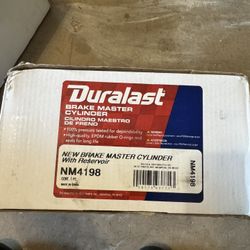 Duralast
BRAKE MASTER
CYLINDER
CILINDRO MAESTRO
DE FRENO
• 100% pressure tested for dependability
• High-quality, EPDM rubber O-rings and
seals for long life
NEW BRAKE MASTER CYLINDER
With Reservoir
NM4198
NM4198